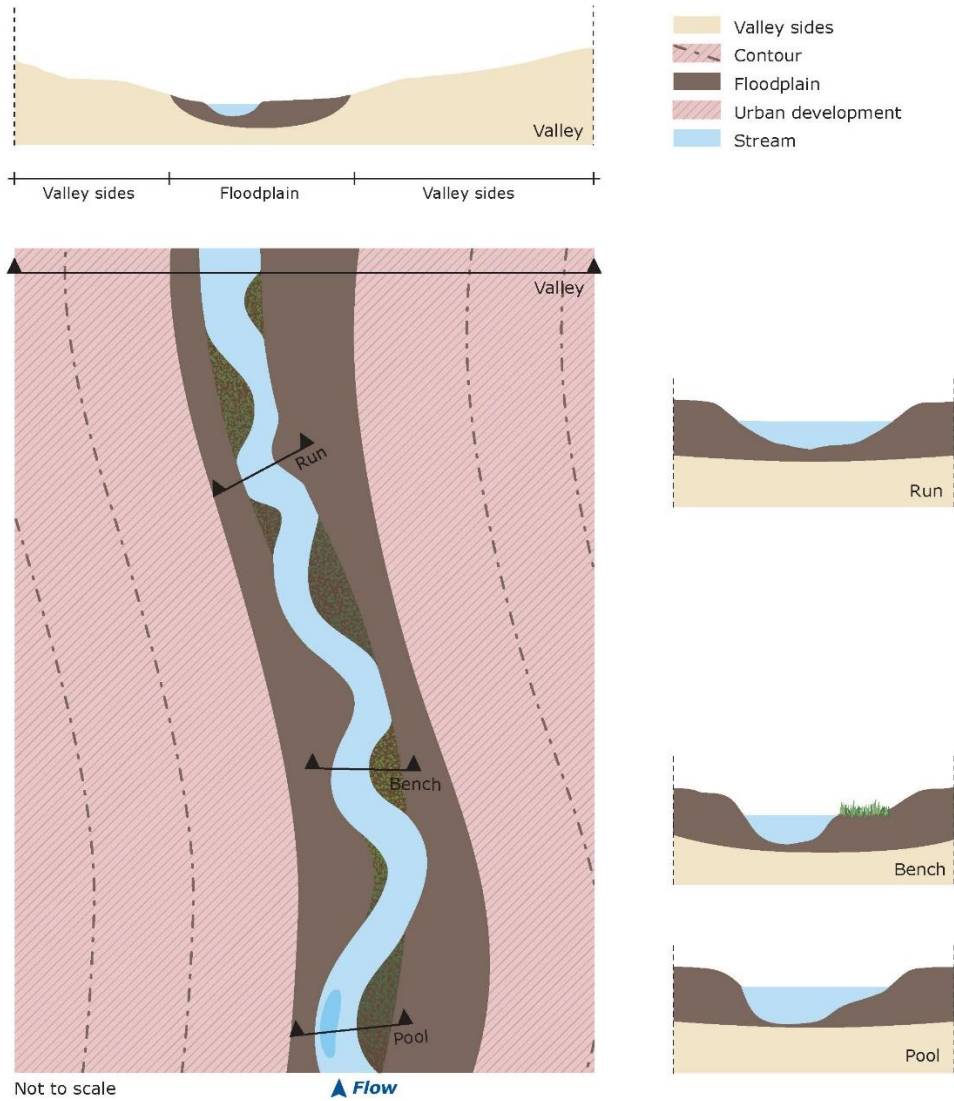 Valley sides
Contour
Floodplain
Urban development
Stream
Valley
Valley sides
Floodplain
Valley sides
Valley
Run
Run
Bench
Bench
Pool
Pool
Not to scale
Flow